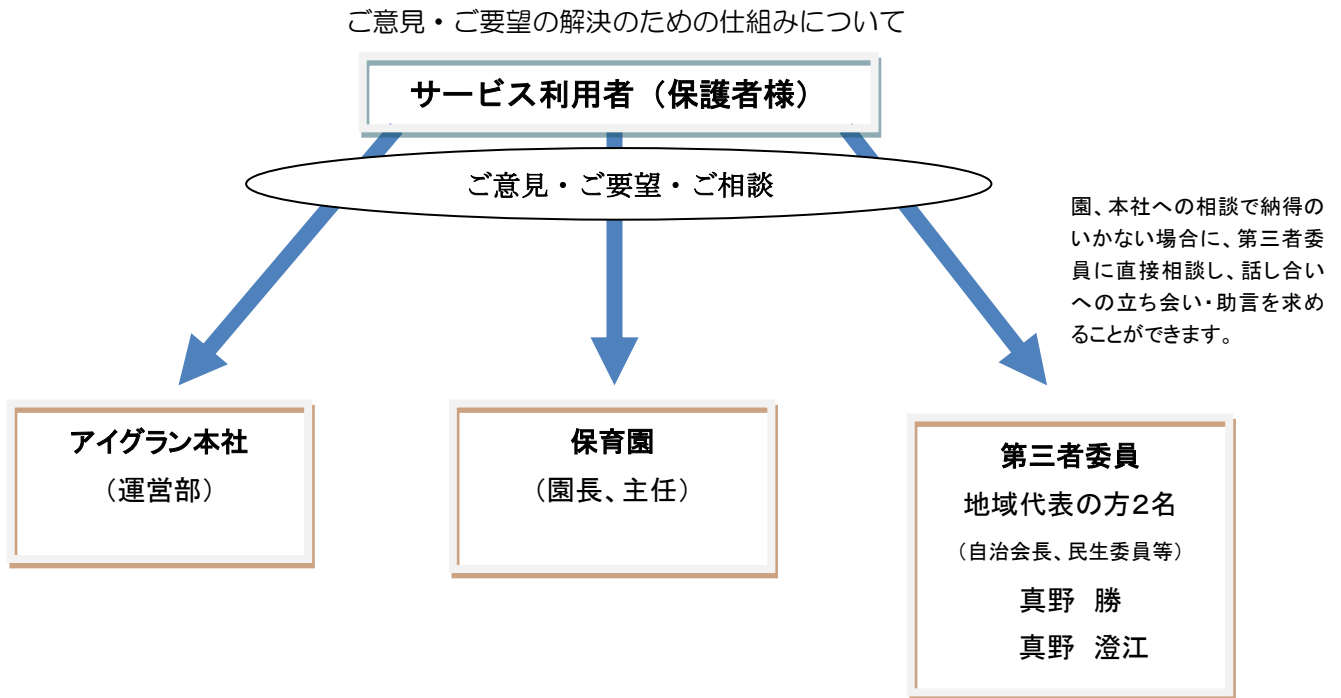 ご意見・ご要望の解決のための仕組みについて
サービス利用者（保護者様）
ご意見・ご要望・ご相談
園、本社への相談で納得の
いかない場合に、第三者委
員に直接相談し、話し合い
への立ち会い・助言を求め
ることができます。
アイグラン本社
（運営部）
保育園
（園長、主任）
第三者委員
地域代表の方２名
（自治会長、民生委員等）
真野　勝
真野　澄江